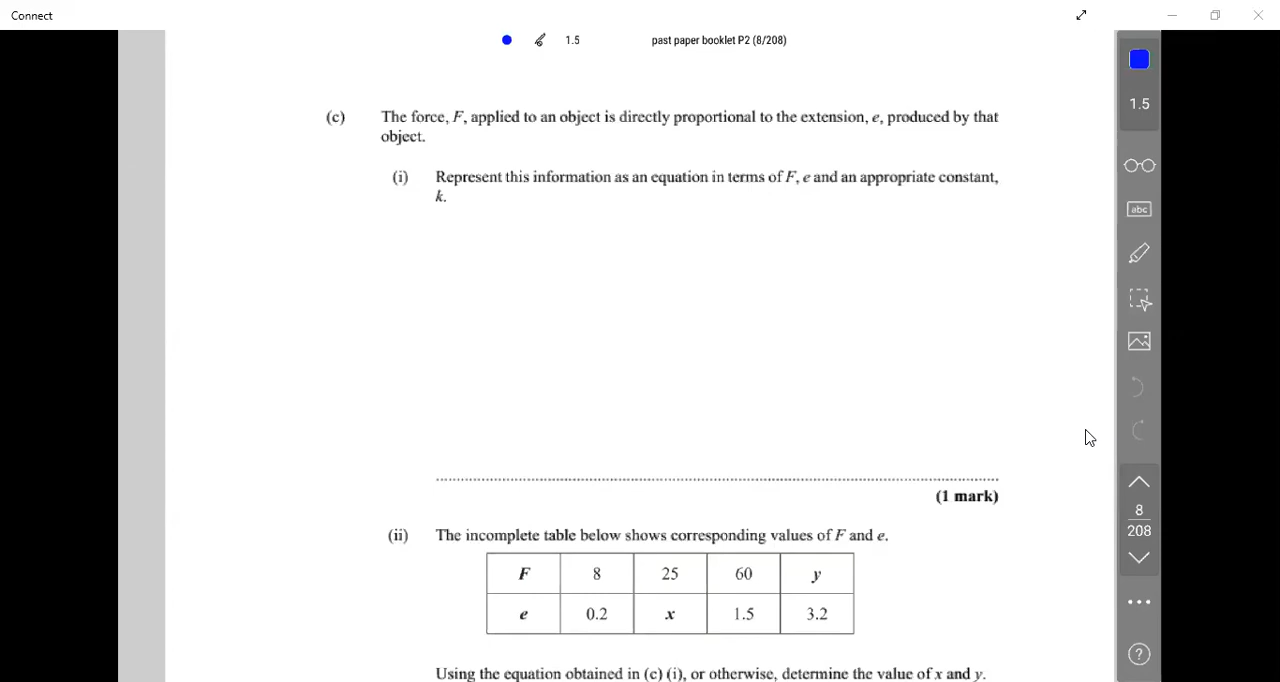 Connect
1.5 past paper booklet P2 (8/208)
1.5
abc
(c) The force, F, applied to an object is directly proportional to the extension, e, produced by that
object.
(i) Represent this information as an equation in terms of F, e and an appropriate constant,
k.
(1 mark)
8
208
(ii) The incomplete table below shows corresponding values of F and e.
F 8 25 60 y
e 0.2 x 1.5 3.2
Using the equation obtained in (c) (i), or otherwise, determine the value of x and y.
?